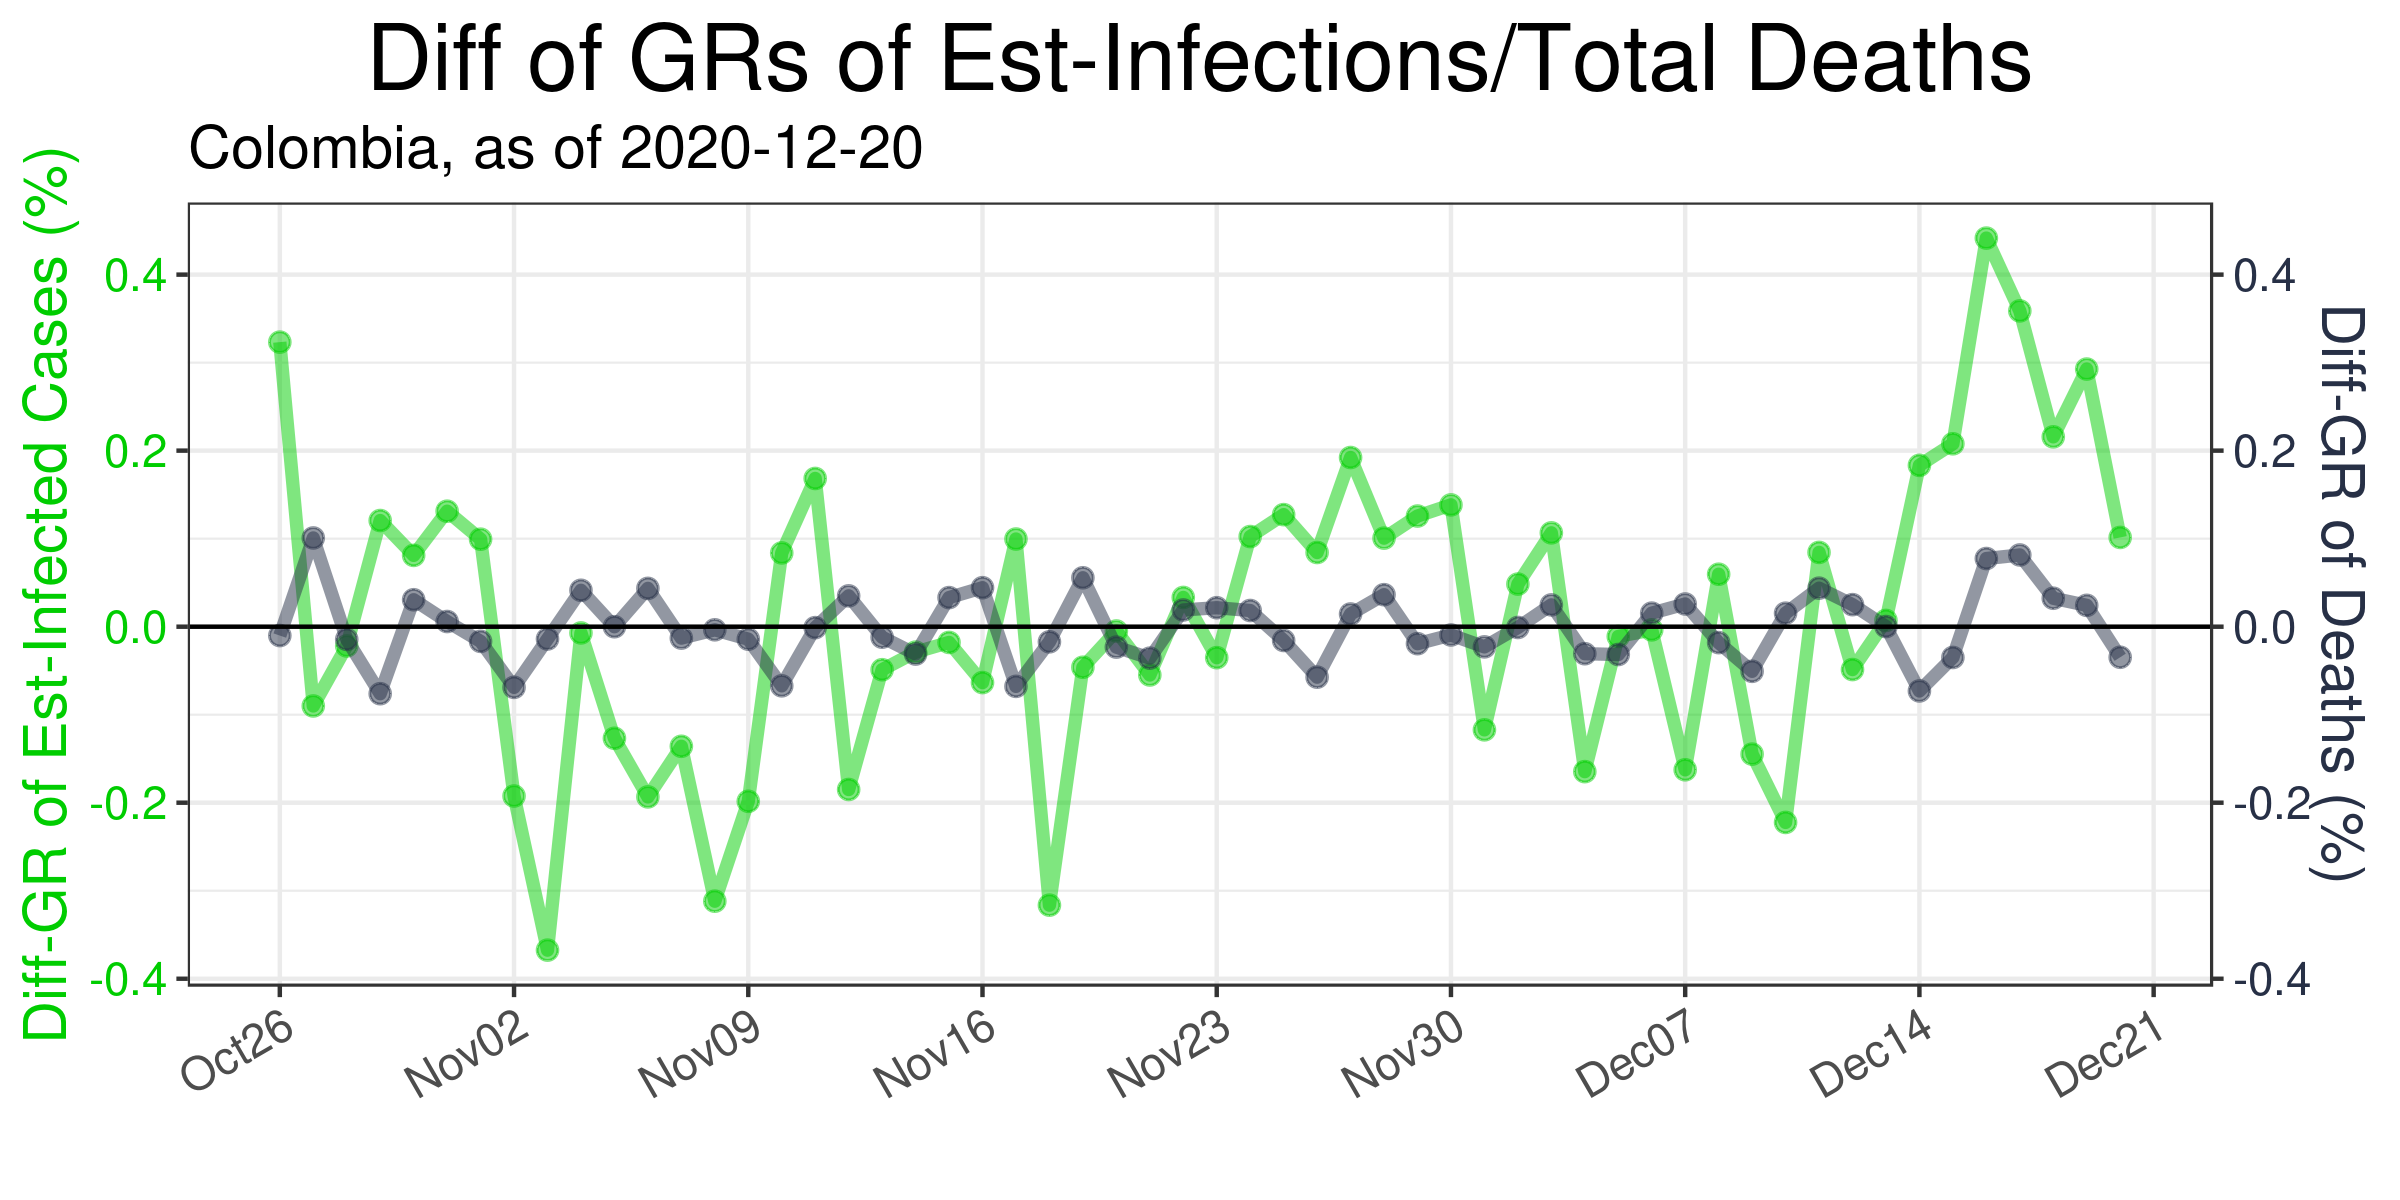 Diff of GRs of Est-Infections/Total Deaths
Colombia, as of 2020-12-20
Diff-GR of Est-Infected Cases (%)
0.4
0.2
0.0
-0.2
-0.4
0.4
0.2
0.0
-0.2
-0.4
Diff-GR of Deaths (%)
Oct26
Nov02
Nov09
Nov16
Nov23
Nov30
Dec07
Dec14
Dec21